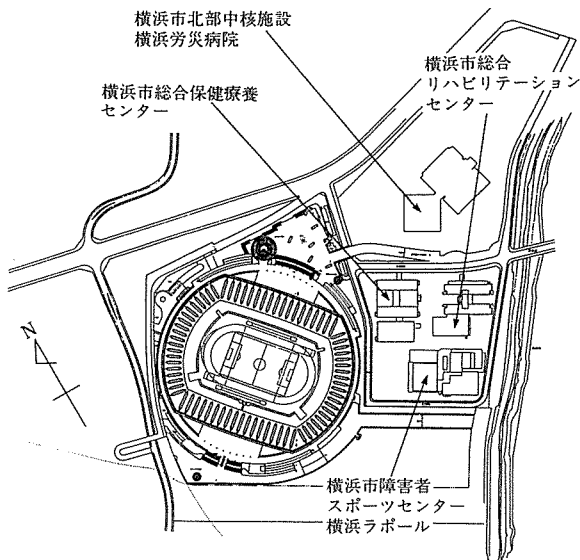 横浜市北部中核施設
横浜労災病院
横浜市総合
リハビリテーション
センター
横浜市総合保健療養
センター
N
横浜市障害者
スポーツセンター
横浜ラポール